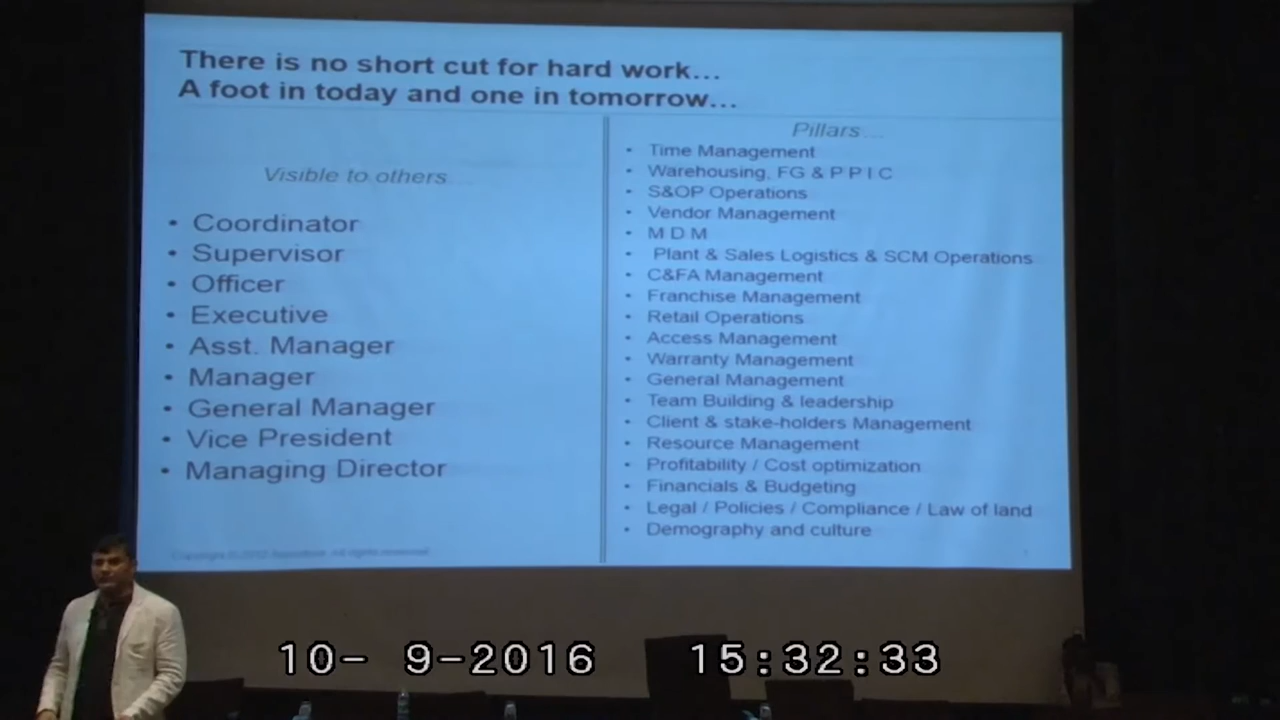 There is no short cut for hard work...
A foot in today and one in tomorrow...
Visible to others...
• Coordinator
• Supervisor
• Officer
• Executive
• Asst. Manager
• Manager
• General Manager
• Vice President
• Managing Director
Pillars...
• Time Management
• Warehousing, FG & P P I C
• S&OP Operations
• Vendor Management
• M D M
• Plant & Sales Logistics & SCM Operations
• C&FA Management
• Franchise Management
• Retail Operations
• Access Management
• Warranty Management
• General Management
• Team Building & leadership
• Client & stake-holders Management
• Resource Management
• Profitability / Cost optimization
• Financials & Budgeting
• Legal / Policies / Compliance / Law of land
• Demography and culture
All rights reserved
10- 9-2016 15:32:33